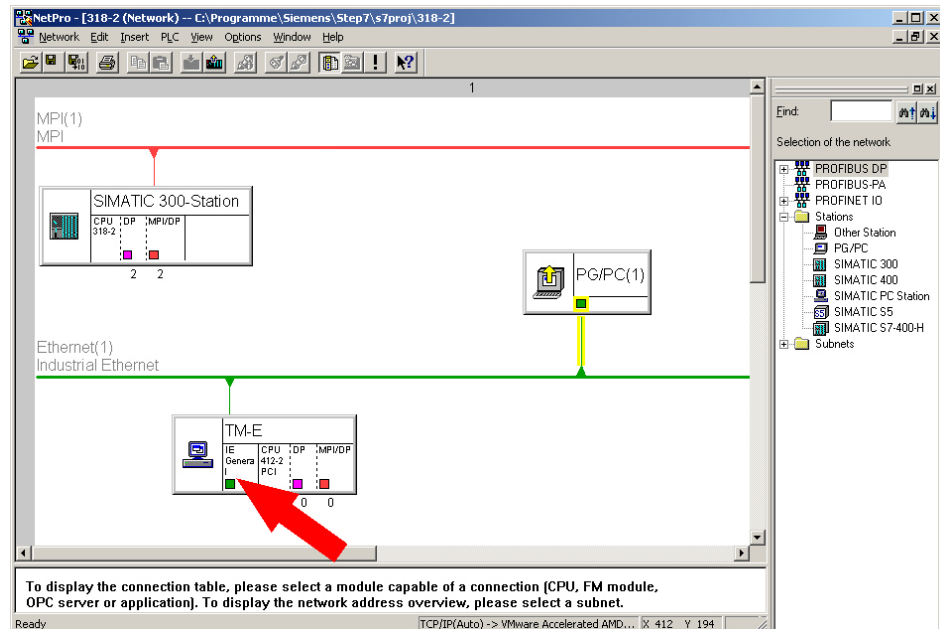 NetPro - [318-2 (Network) -- C:\Programme\Siemens\Step7\s7proj\318-2]
Network Edit Insert PLC View Options Window Help
1
MPI(1)
MPI
SIMATIC 300-Station
CPU DP MPI/DP
318-2
2 2
PG/PC(1)
Ethernet(1)
Industrial Ethernet
TM-E
IE CPU DP MPI/DP
Genera 412-2
l PCI
0 0
Find:
Selection of the network
PROFIBUS DP
PROFIBUS-PA
PROFINET IO
Stations
Other Station
PG/PC
SIMATIC 300
SIMATIC 400
SIMATIC PC Station
SIMATIC S5
SIMATIC S7-400-H
Subnets
To display the connection table, please select a module capable of a connection (CPU, FM module,
OPC server or application). To display the network address overview, please select a subnet.
Ready TCP/IP(Auto) -> VMware Accelerated AMD... X 412 Y 194